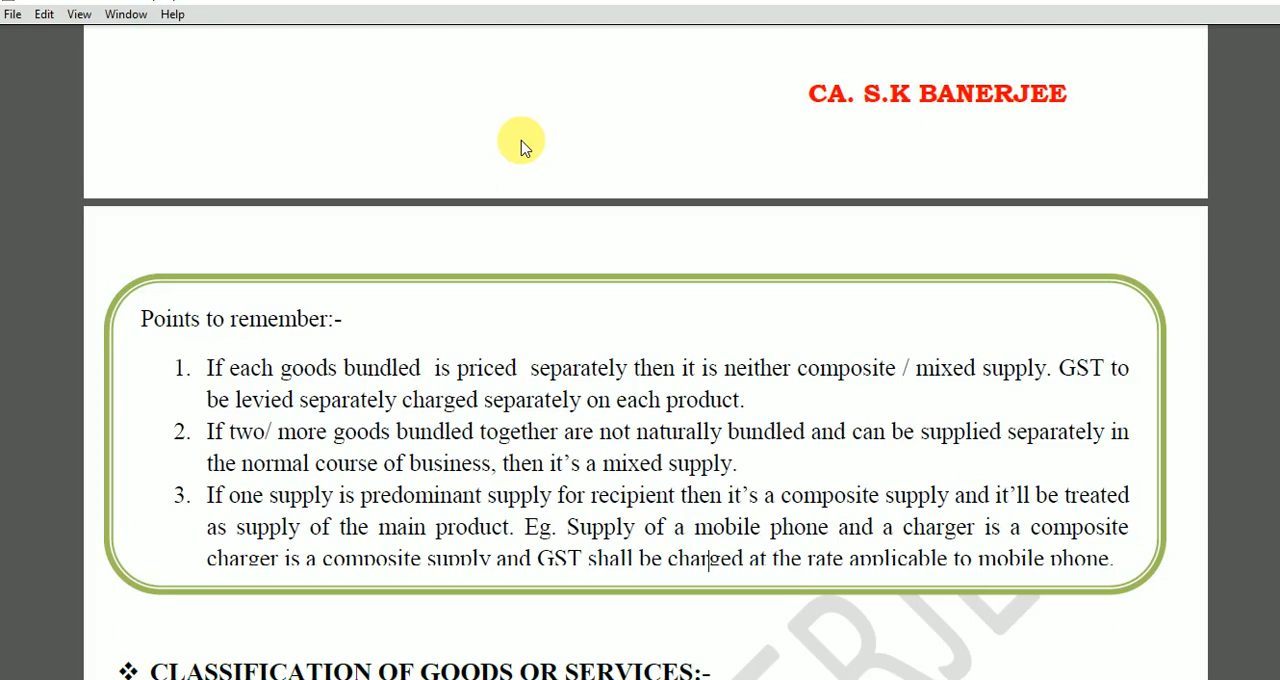 File Edit View Window Help
CA. S.K BANERJEE
Points to remember:-
1. If each goods bundled is priced separately then it is neither composite / mixed supply. GST to
be levied separately charged separately on each product.
2. If two/ more goods bundled together are not naturally bundled and can be supplied separately in
the normal course of business, then it's a mixed supply.
3. If one supply is predominant supply for recipient then it's a composite supply and it'll be treated
as supply of the main product. Eg. Supply of a mobile phone and a charger is a composite
charger is a composite supply and GST shall be charged at the rate applicable to mobile phone.
❖ CLASSIFICATION OF GOODS OR SERVICES:-